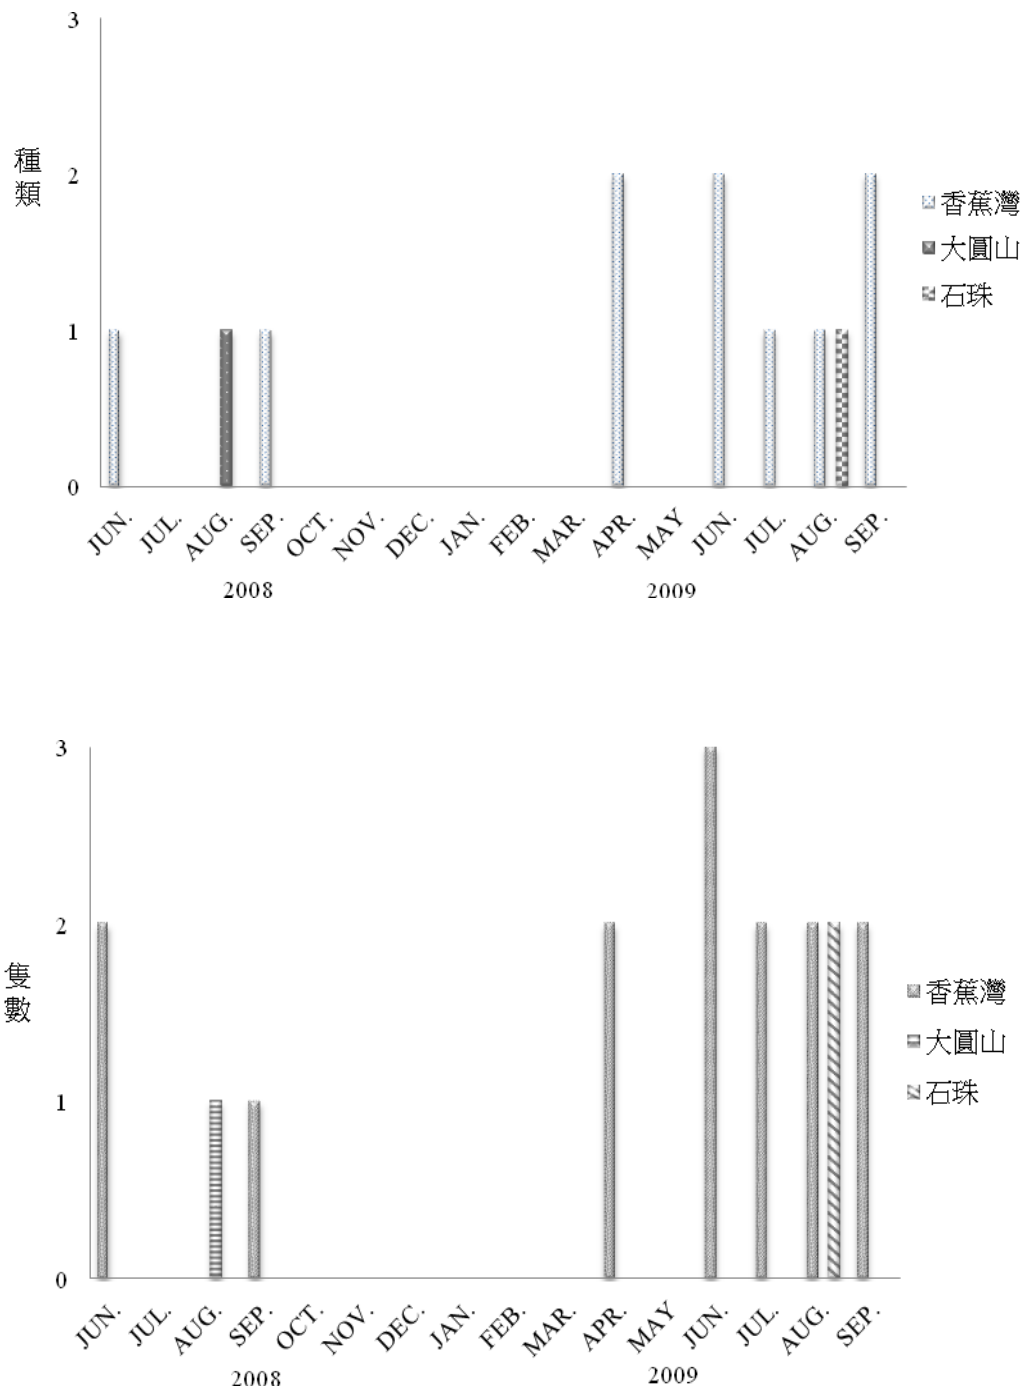 3
種類
2
1
0
香蕉灣
大圓山
石珠
JUN. JUL. AUG. SEP. OCT. NOV. DEC. JAN. FEB. MAR. APR. MAY JUN. JUL. AUG. SEP.
2008 2009
3
2
隻數
1
0
香蕉灣
大圓山
石珠
JUN. JUL. AUG. SEP. OCT. NOV. DEC. JAN. FEB. MAR. APR. MAY JUN. JUL. AUG. SEP.
2008 2009